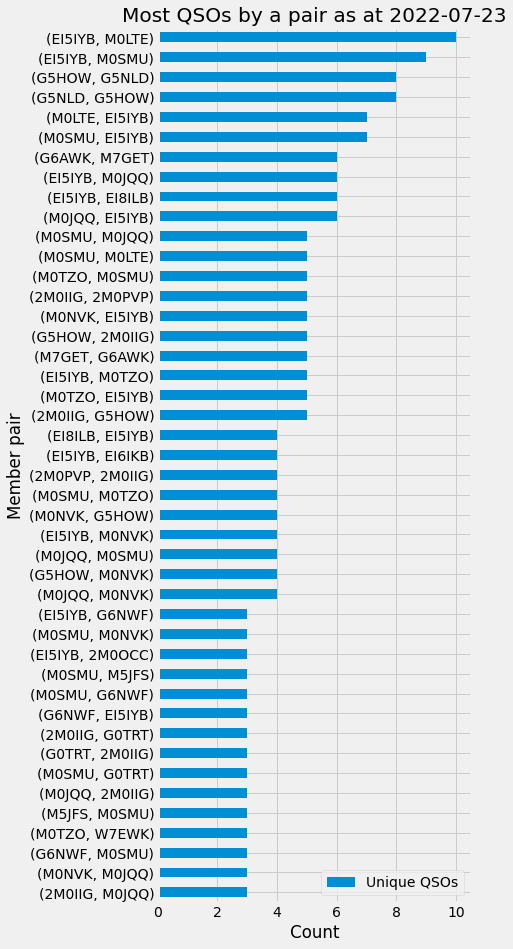 Most QSOs by a pair as at 2022-07-23
(EI5IYB, M0LTE)
(EI5IYB, M0SMU)
(G5HOW, G5NLD)
(G5NLD, G5HOW)
(M0LTE, EI5IYB)
(M0SMU, EI5IYB)
(G6AWK, M7GET)
(EI5IYB, M0JQQ)
(EI5IYB, EI8ILB)
(M0JQQ, EI5IYB)
(M0SMU, M0JQQ)
(M0SMU, M0LTE)
(M0TZO, M0SMU)
(2M0IIG, 2M0PVP)
(M0NVK, EI5IYB)
(G5HOW, 2M0IIG)
(M7GET, G6AWK)
(EI5IYB, M0TZO)
(M0TZO, EI5IYB)
(2M0IIG, G5HOW)
(EI8ILB, EI5IYB)
(EI5IYB, EI6IKB)
(2M0PVP, 2M0IIG)
(M0SMU, M0TZO)
(M0NVK, G5HOW)
(EI5IYB, M0NVK)
(M0JQQ, M0SMU)
(G5HOW, M0NVK)
(M0JQQ, M0NVK)
(EI5IYB, G6NWF)
(M0SMU, M0NVK)
(EI5IYB, 2M0OCC)
(M0SMU, M5JFS)
(M0SMU, G6NWF)
(G6NWF, EI5IYB)
(2M0IIG, G0TRT)
(G0TRT, 2M0IIG)
(M0SMU, G0TRT)
(M0JQQ, 2M0IIG)
(M5JFS, M0SMU)
(M0TZO, W7EWK)
(G6NWF, M0SMU)
(M0NVK, M0JQQ)
(2M0IIG, M0JQQ)
Member pair
Unique QSOs
0 2 4 6 8 10
Count